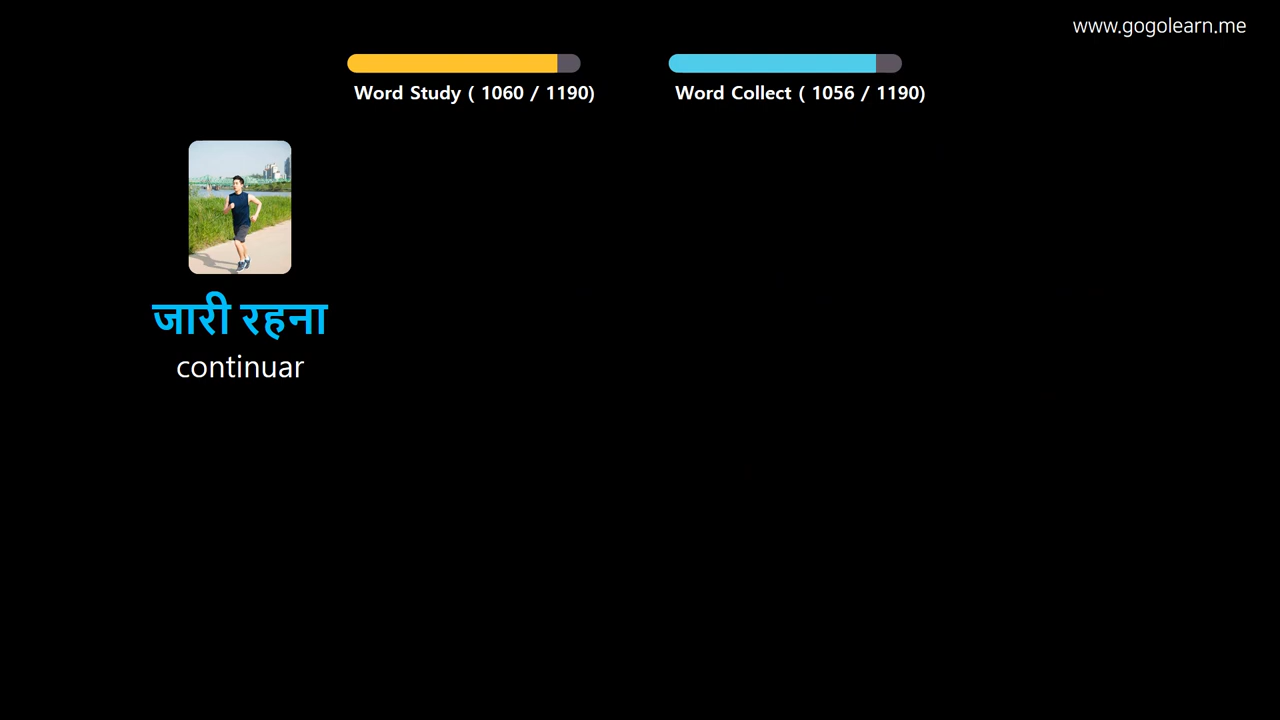 www.gogolearn.me
Word Study ( 1060 / 1190)
Word Collect ( 1056 / 1190)
जारी रहना
continuar